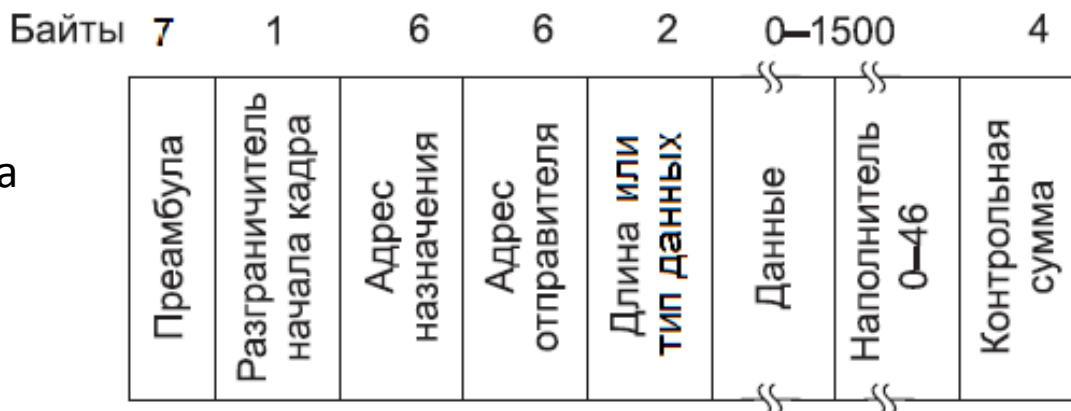 Байты 7 1 6 6 2 0–1500 4
а
Преамбула
Разграничитель
начала кадра
Адрес
назначения
Адрес
отправителя
Длина или
тип данных
Данные
Наполнитель
0–46
Контрольная
сумма